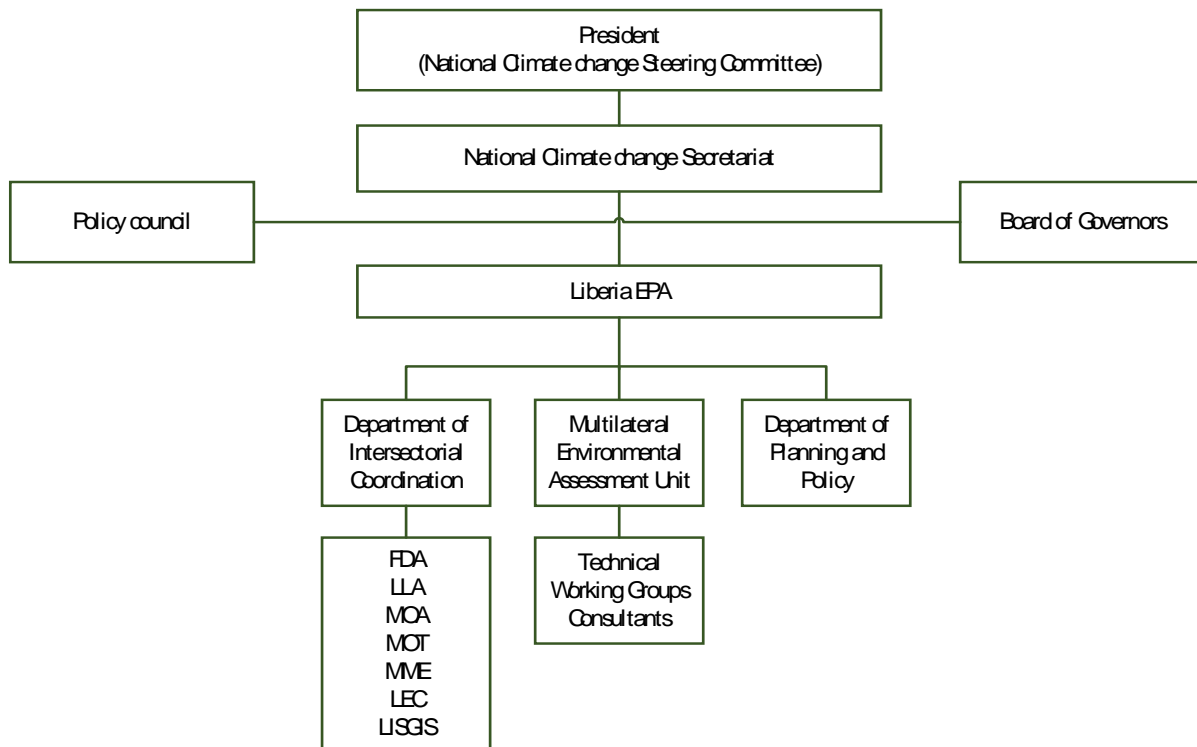 President
(National Climate change Steering Committee)
National Climate change Secretariat
Policy council
Board of Governors
Liberia EPA
Department of
Intersectorial
Coordination
Multilateral
Environmental
Assessment Unit
Department of
Planning and
Policy
FDA
LLA
MOA
MOT
MME
LEC
LISGIS
Technical
Working Groups
Consultants